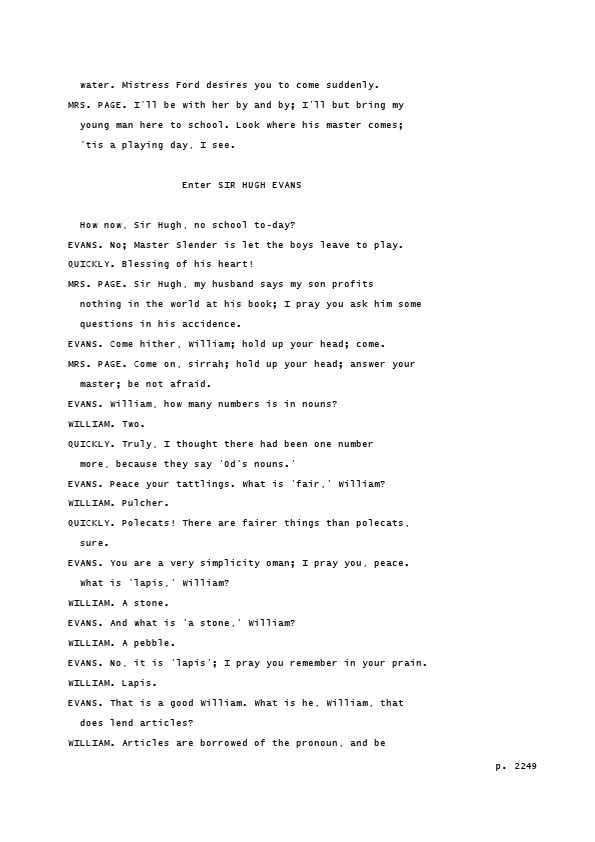 water. Mistress Ford desires you to come suddenly.
MRS. PAGE. I'll be with her by and by; I'll but bring my
young man here to school. Look where his master comes;
'tis a playing day, I see.
Enter SIR HUGH EVANS
How now, Sir Hugh, no school to-day?
EVANS. No; Master Slender is let the boys leave to play.
QUICKLY. Blessing of his heart!
MRS. PAGE. Sir Hugh, my husband says my son profits
nothing in the world at his book; I pray you ask him some
questions in his accidence.
EVANS. Come hither, William; hold up your head; come.
MRS. PAGE. Come on, sirrah; hold up your head; answer your
master; be not afraid.
EVANS. William, how many numbers is in nouns?
WILLIAM. Two.
QUICKLY. Truly, I thought there had been one number
more, because they say 'Od's nouns.'
EVANS. Peace your tattlings. What is 'fair,' William?
WILLIAM. Pulcher.
QUICKLY. Polecats! There are fairer things than polecats,
sure.
EVANS. You are a very simplicity oman; I pray you, peace.
What is 'lapis,' William?
WILLIAM. A stone.
EVANS. And what is 'a stone,' William?
WILLIAM. A pebble.
EVANS. No, it is 'lapis'; I pray you remember in your prain.
WILLIAM. Lapis.
EVANS. That is a good William. What is he, William, that
does lend articles?
WILLIAM. Articles are borrowed of the pronoun, and be
p. 2249